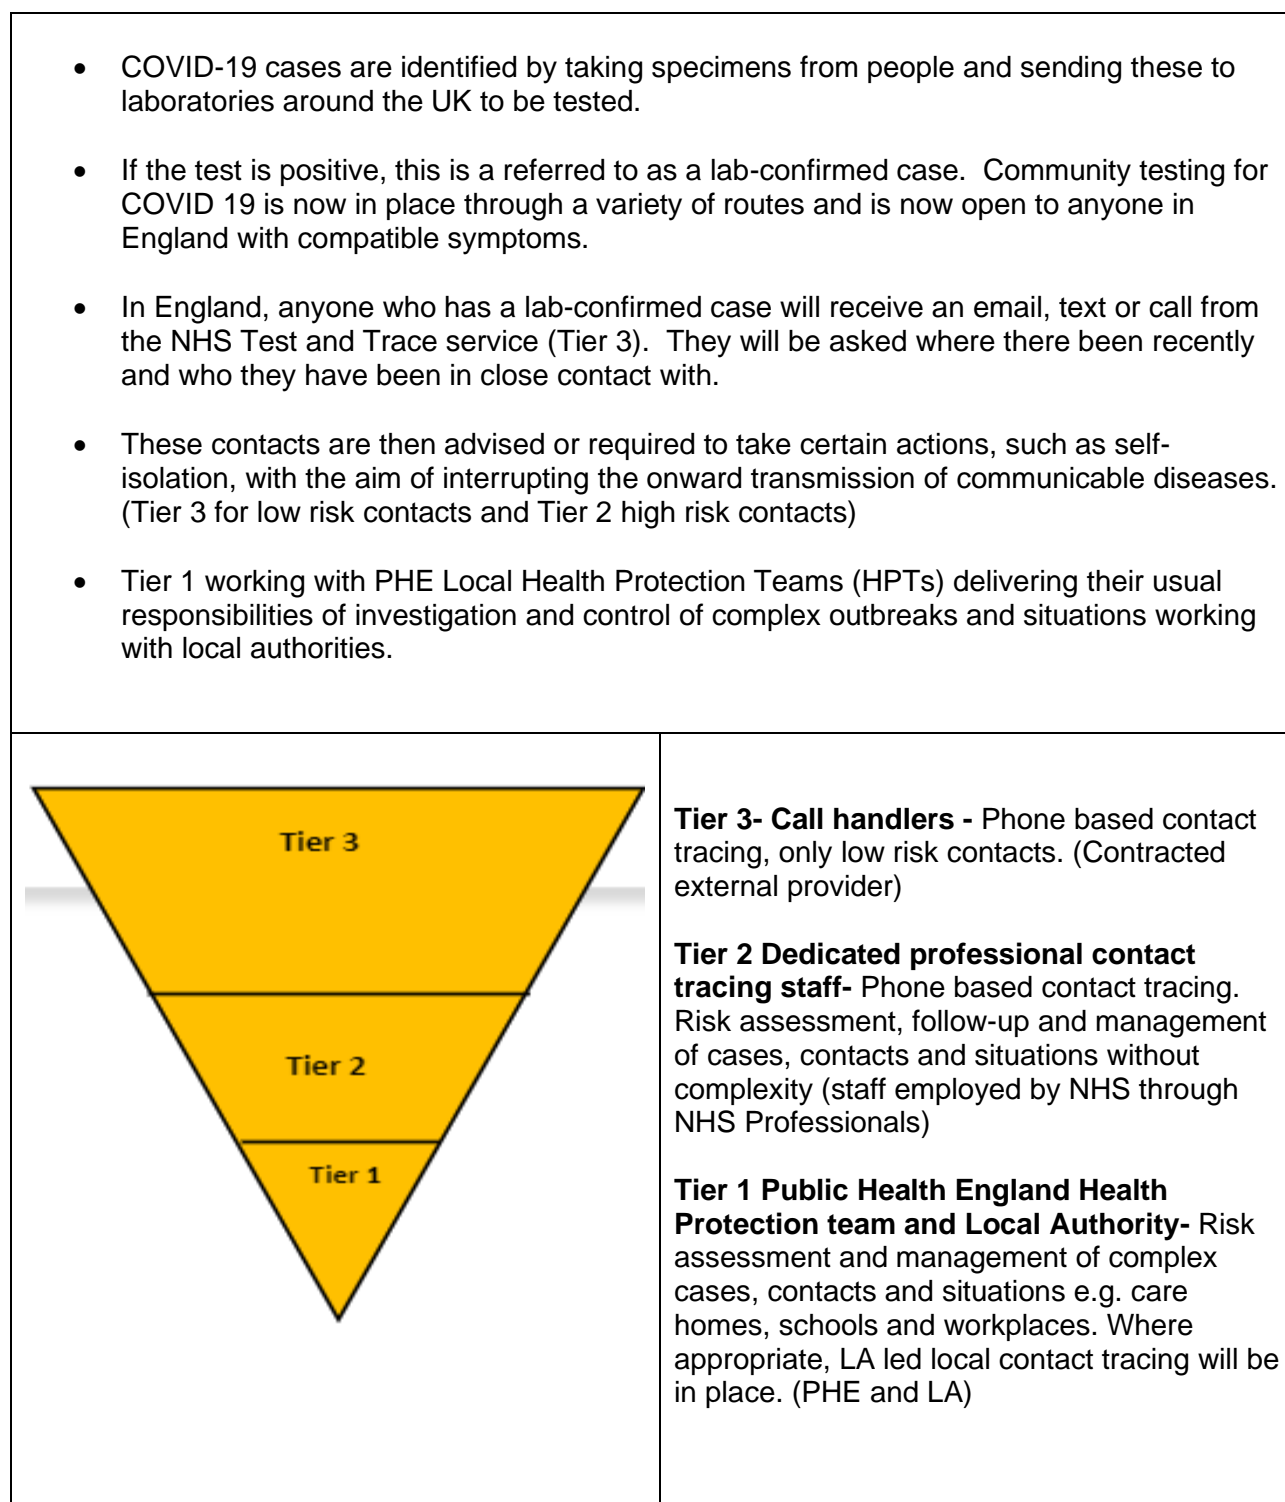 • COVID-19 cases are identified by taking specimens from people and sending these to
laboratories around the UK to be tested.
• If the test is positive, this is a referred to as a lab-confirmed case.  Community testing for
COVID 19 is now in place through a variety of routes and is now open to anyone in
England with compatible symptoms.
• In England, anyone who has a lab-confirmed case will receive an email, text or call from
the NHS Test and Trace service (Tier 3).  They will be asked where there been recently
and who they have been in close contact with.
• These contacts are then advised or required to take certain actions, such as self-
isolation, with the aim of interrupting the onward transmission of communicable diseases.
(Tier 3 for low risk contacts and Tier 2 high risk contacts)
• Tier 1 working with PHE Local Health Protection Teams (HPTs) delivering their usual
responsibilities of investigation and control of complex outbreaks and situations working
with local authorities.
Tier 3
Tier 2
Tier 1
Tier 3- Call handlers - Phone based contact
tracing, only low risk contacts. (Contracted
external provider)
Tier 2 Dedicated professional contact
tracing staff- Phone based contact tracing.
Risk assessment, follow-up and management
of cases, contacts and situations without
complexity (staff employed by NHS through
NHS Professionals)
Tier 1 Public Health England Health
Protection team and Local Authority- Risk
assessment and management of complex
cases, contacts and situations e.g. care
homes, schools and workplaces. Where
appropriate, LA led local contact tracing will be
in place. (PHE and LA)